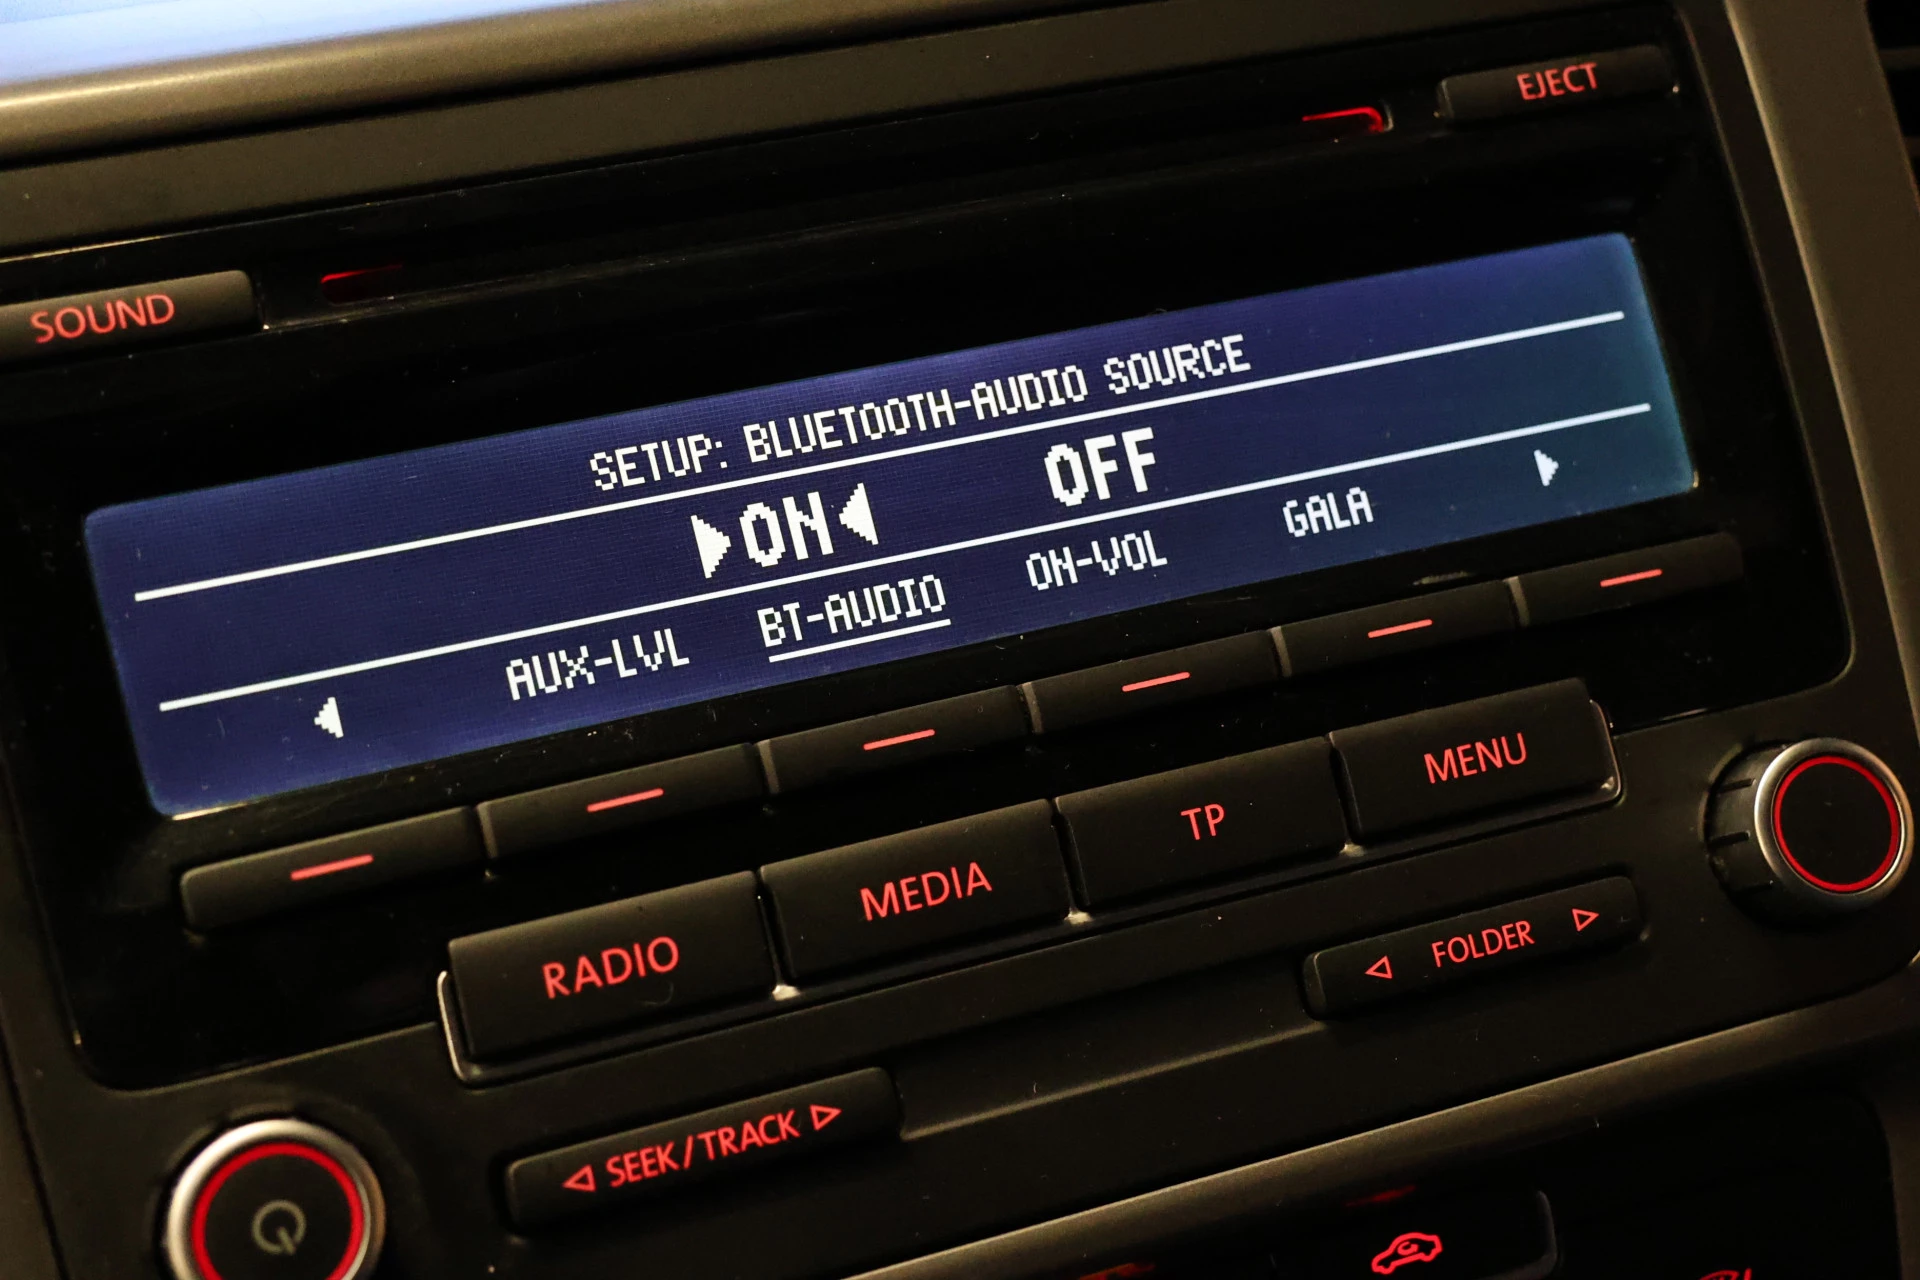 EJECT
SOUND
SETUP: BLUETOOTH-AUDIO SOURCE
ON OFF
AUX-LVL BT-AUDIO ON-VOL GALA
RADIO MEDIA TP MENU
FOLDER
SEEK/TRACK